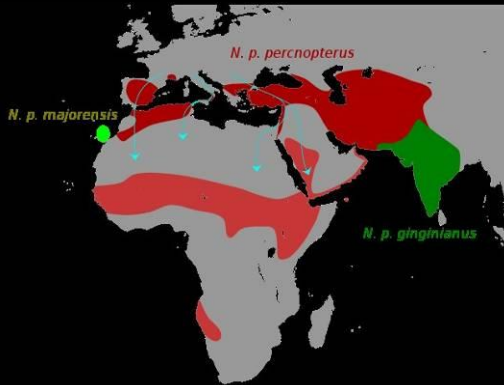 N. p. percnopterus
N. p. majorensis
N. p. ginginianus